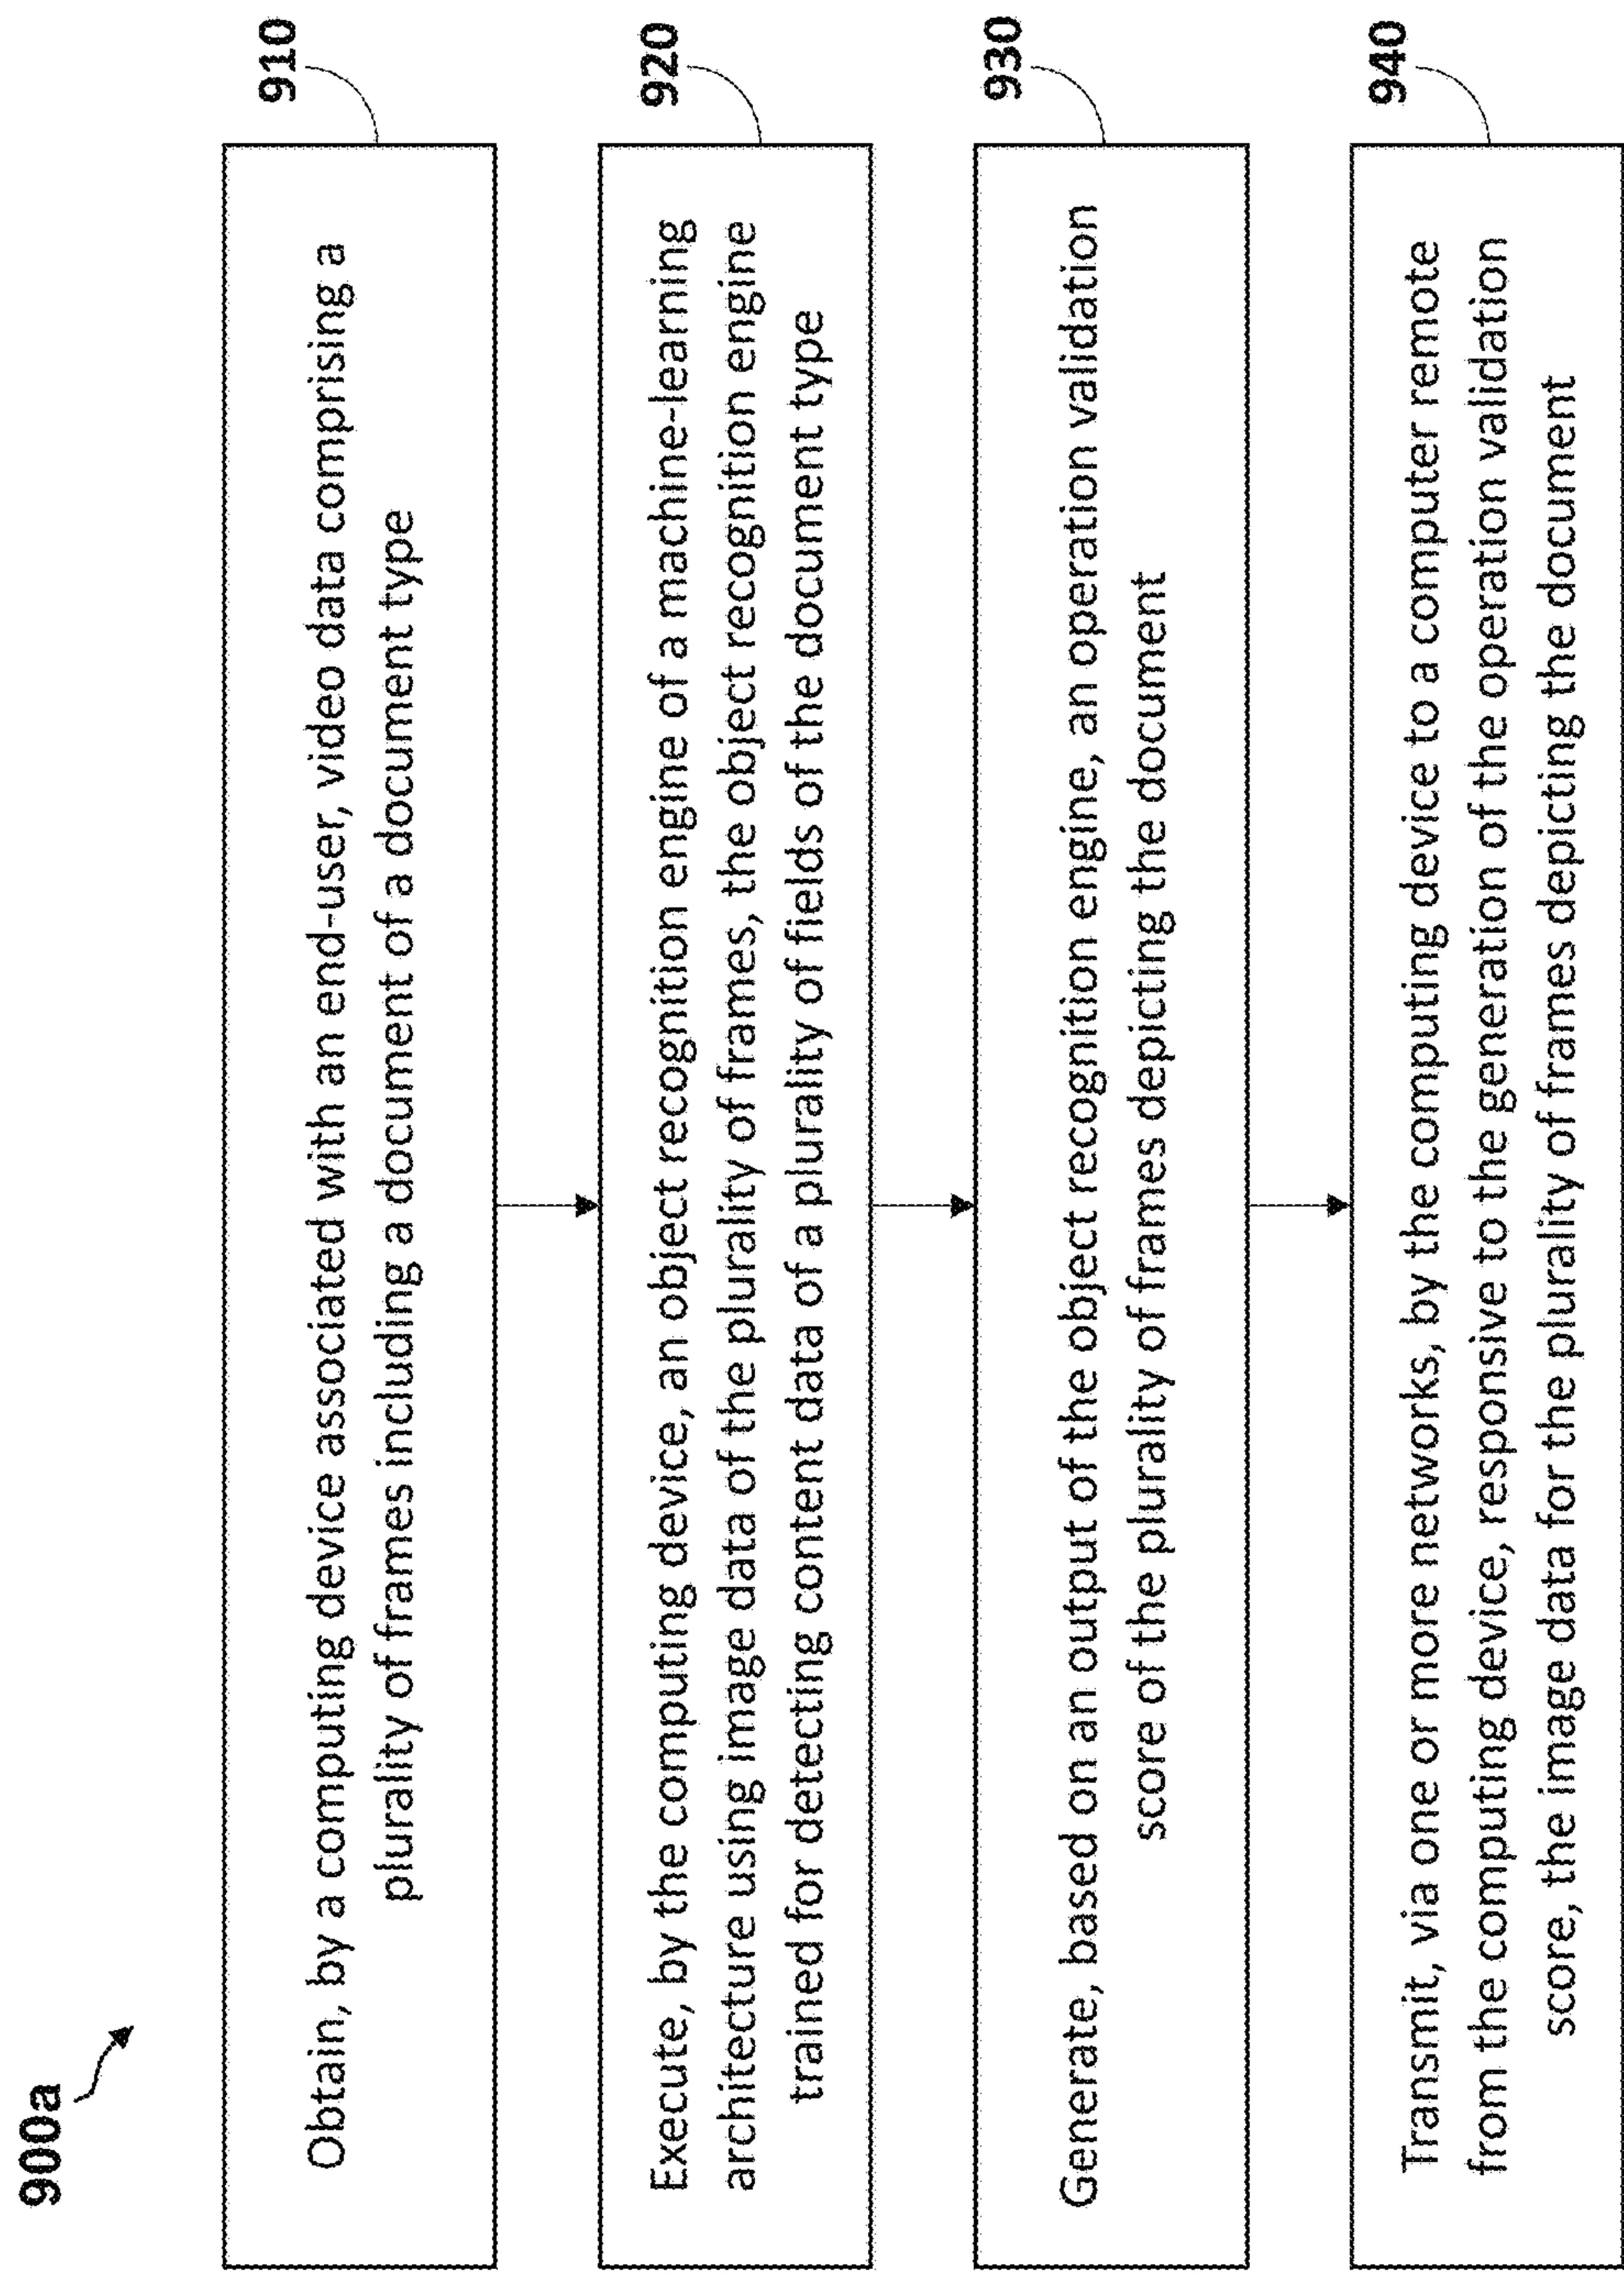 900a
910
Obtain, by a computing device associated with an end-user, video data comprising a
plurality of frames including a document of a document type
920
Execute, by the computing device, an object recognition engine of a machine-learning
architecture using image data of the plurality of frames, the object recognition engine
trained for detecting content data of a plurality of fields of the document type
930
Generate, based on an output of the object recognition engine, an operation validation
score of the plurality of frames depicting the document
940
Transmit, via one or more networks, by the computing device to a computer remote
from the computing device, responsive to the generation of the operation validation
score, the image data for the plurality of frames depicting the document